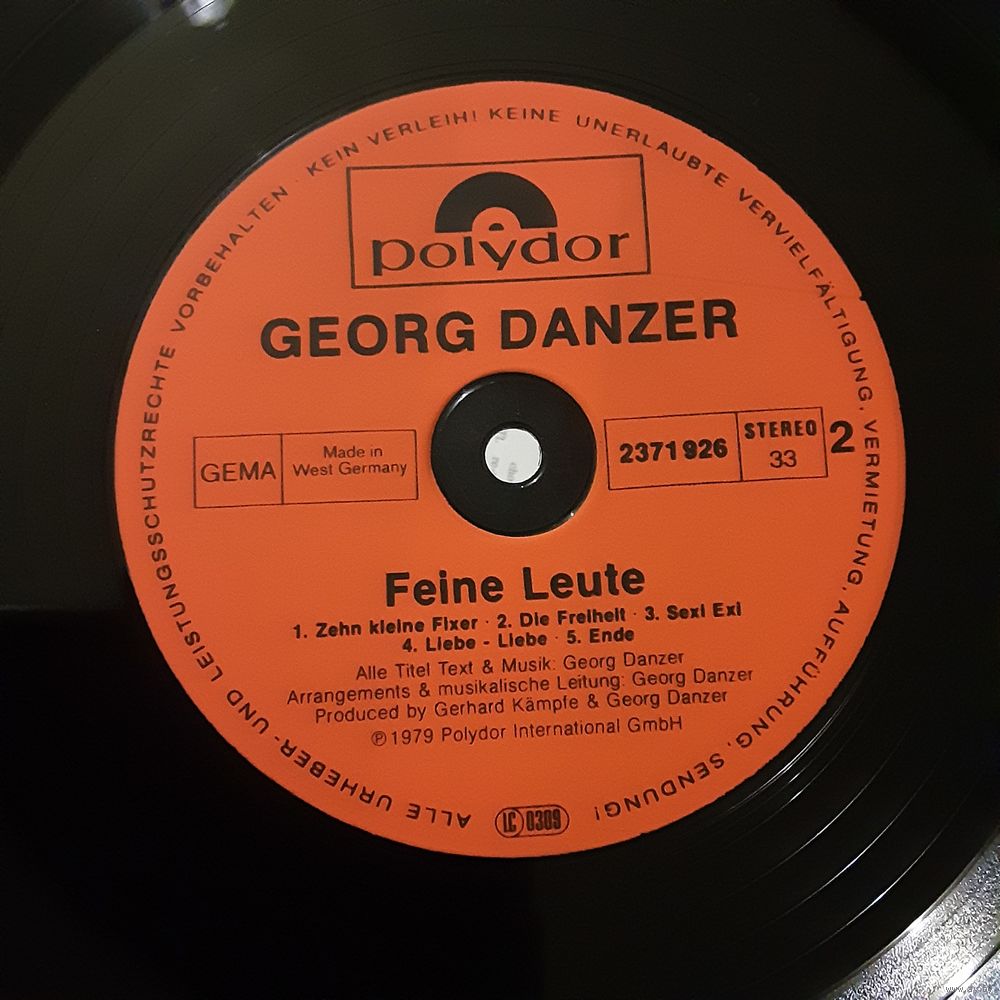 ALLE URHEBER- UND LEISTUNGSSCHUTZRECHTE VORBEHALTEN · KEIN VERLEIH! KEINE UNERLAUBTE VERVIELFÄLTIGUNG, VERMIETUNG, AUFFÜHRUNG, SENDUNG!
polydor
GEORG DANZER
GEMA
Made in
West Germany
2371 926
STEREO
33
2
Feine Leute
1. Zehn kleine Fixer · 2. Die Freiheit · 3. Sexi Exi
4. Liebe - Liebe · 5. Ende
Alle Titel Text & Musik: Georg Danzer
Arrangements & musikalische Leitung: Georg Danzer
Produced by Gerhard Kämpfe & Georg Danzer
℗ 1979 Polydor International GmbH
LC 0309